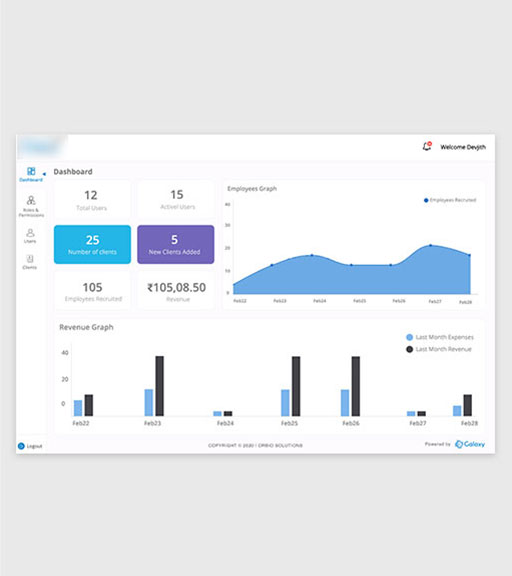 Welcome Devjith
Dashboard
Dashboard
Roles &
Permissions
Users
Clients
Logout
12
Total Users
15
Active Users
25
Number of clients
5
New Clients Added
105
Employees Recruited
₹105,08.50
Revenue
Employees Graph
Employees Recruited
40
30
20
10
0
Feb22
Feb23
Feb24
Feb25
Feb26
Feb27
Feb28
Revenue Graph
Last Month Expenses
Last Month Revenue
40
20
0
Feb22
Feb23
Feb24
Feb25
Feb26
Feb27
Feb28
COPYRIGHT © 2020 | ORBIO SOLUTIONS
Powered by
Galaxy